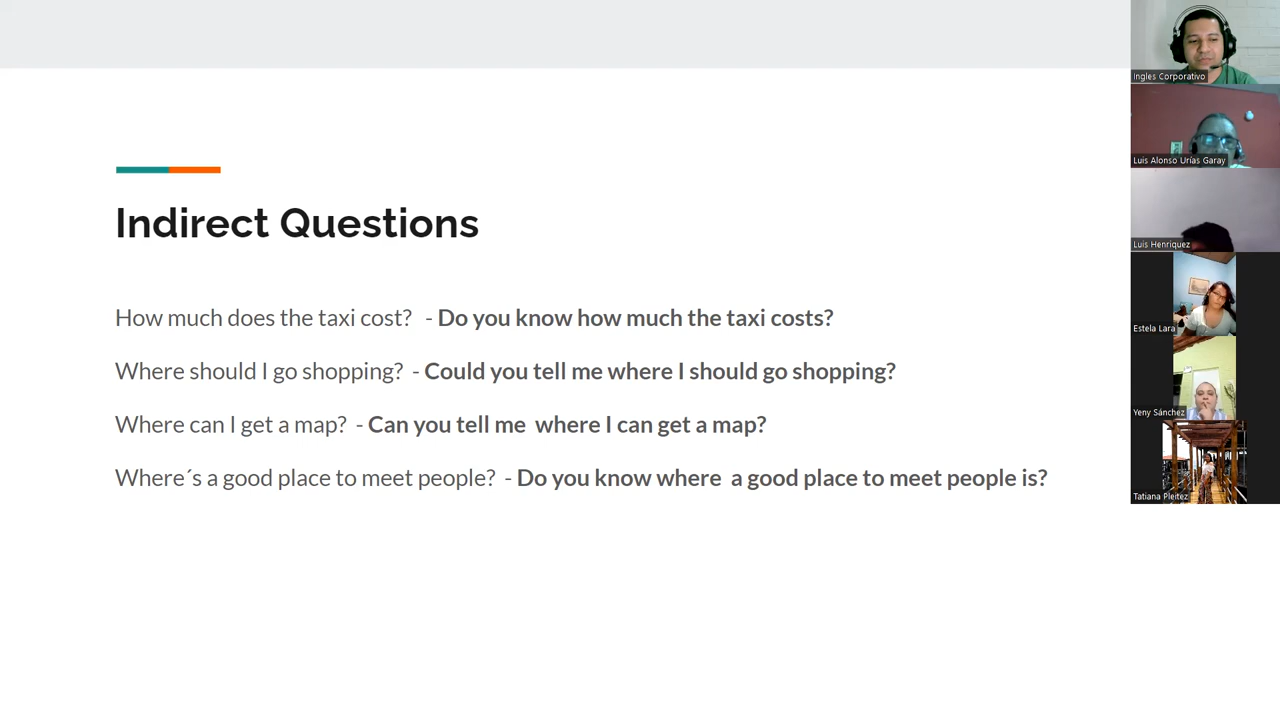 Indirect Questions
How much does the taxi cost?   - Do you know how much the taxi costs?
Where should I go shopping?  - Could you tell me where I should go shopping?
Where can I get a map?  - Can you tell me  where I can get a map?
Where´s a good place to meet people?  - Do you know where  a good place to meet people is?
Ingles Corporativo
Luis Alonso Urías Garay
Luis Henriquez
Estela Lara
Yeny Sánchez
Tatiana Pleitez